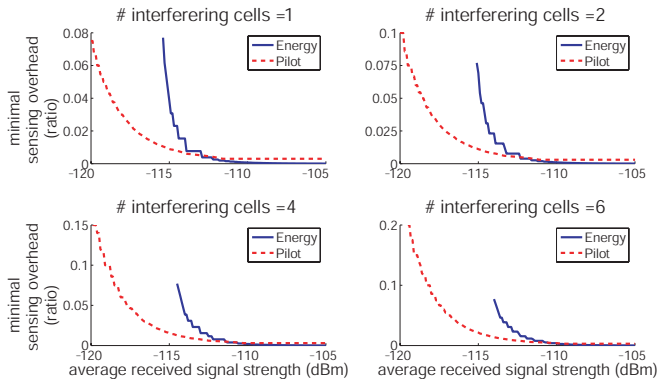 # interferering cells =1
# interferering cells =2
minimal
sensing overhead
(ratio)
0.08
0.06
0.04
0.02
0
Energy
Pilot
-120
-115
-110
-105
0.1
0.075
0.05
0.025
0
Energy
Pilot
-120
-115
-110
-105
# interferering cells =4
# interferering cells =6
minimal
sensing overhead
(ratio)
0.15
0.1
0.05
0
Energy
Pilot
-120
-115
-110
-105
average received signal strength (dBm)
0.2
0.1
0
Energy
Pilot
-120
-115
-110
-105
average received signal strength (dBm)